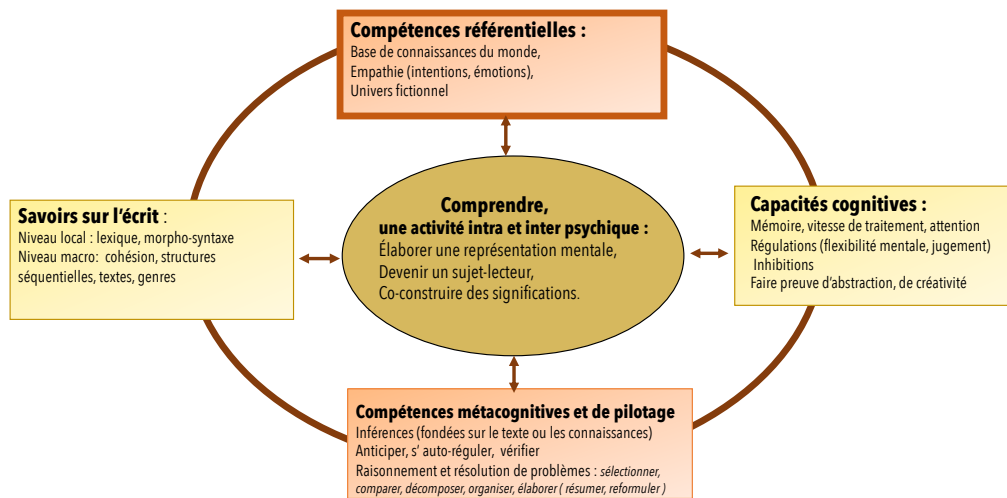 Compétences référentielles :
Base de connaissances du monde,
Empathie (intentions, émotions),
Univers fictionnel
Savoirs sur l'écrit :
Niveau local : lexique, morpho-syntaxe
Niveau macro: cohésion, structures
séquentielles, textes, genres
Comprendre,
une activité intra et inter psychique :
Élaborer une représentation mentale,
Devenir un sujet-lecteur,
Co-construire des significations.
Capacités cognitives :
Mémoire, vitesse de traitement, attention
Régulations (flexibilité mentale, jugement)
Inhibitions
Faire preuve d'abstraction, de créativité
Compétences métacognitives et de pilotage
Inférences (fondées sur le texte ou les connaissances)
Anticiper, s' auto-réguler, vérifier
Raisonnement et résolution de problèmes : sélectionner,
comparer, décomposer, organiser, élaborer ( résumer, reformuler )